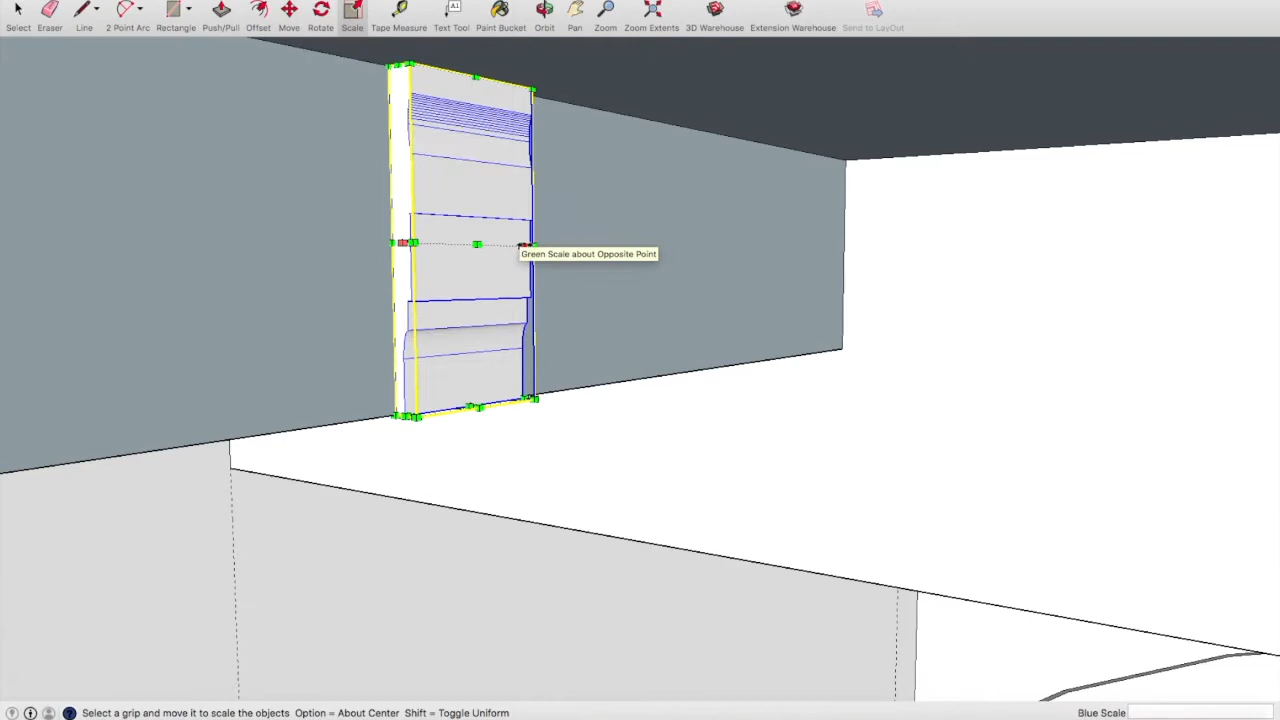 Select Eraser Line 2 Point Arc Rectangle Push/Pull Offset Move Rotate Scale Tape Measure Text Tool Paint Bucket Orbit Pan Zoom Zoom Extents 3D Warehouse Extension Warehouse Send to LayOut
A1
Green Scale about Opposite Point
Select a grip and move it to scale the objects Option = About Center Shift = Toggle Uniform Blue Scale